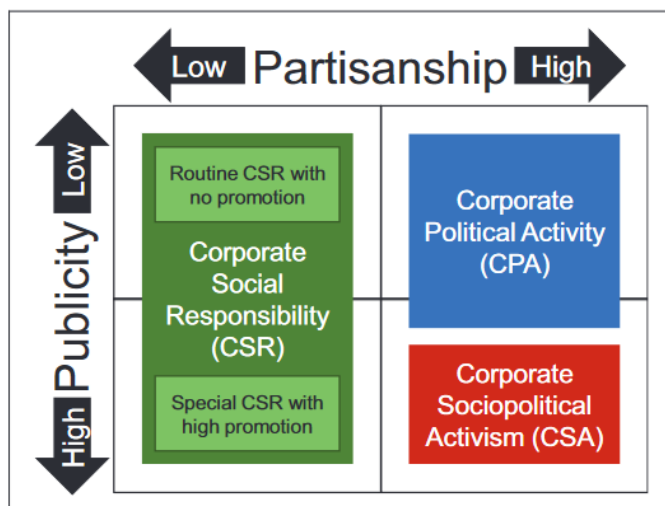 Low Partisanship High
Low
Publicity
High
Routine CSR with
no promotion
Corporate
Social
Responsibility
(CSR)
Special CSR with
high promotion
Corporate
Political Activity
(CPA)
Corporate
Sociopolitical
Activism (CSA)